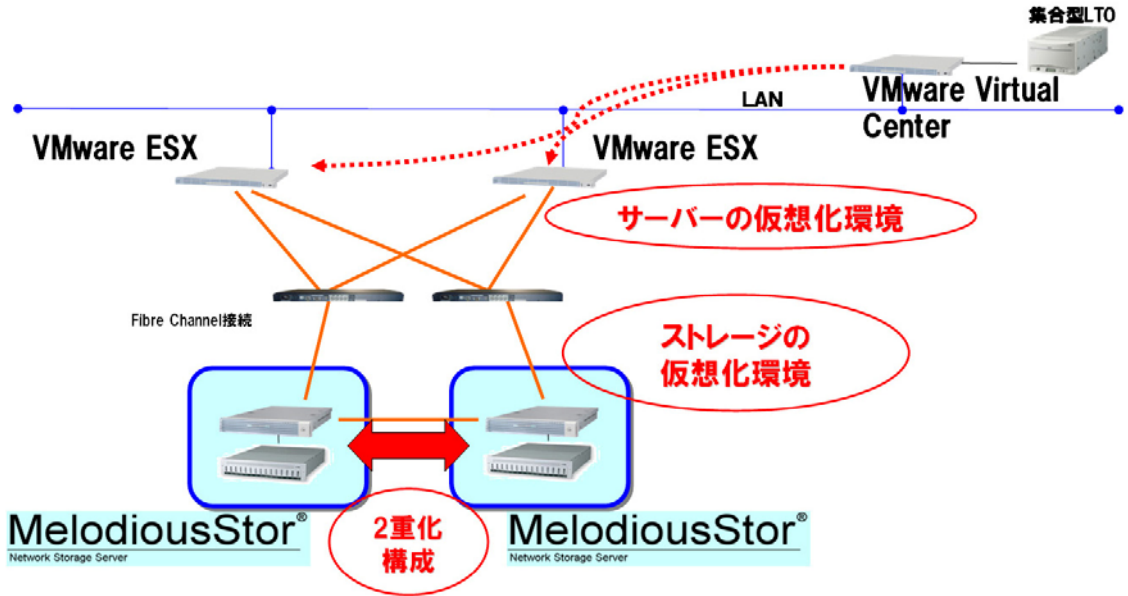 集合型LTO
LAN
VMware Virtual
Center
VMware ESX
VMware ESX
サーバーの仮想化環境
Fibre Channel接続
ストレージの
仮想化環境
MelodiousStor®
Network Storage Server
2重化
構成
MelodiousStor®
Network Storage Server